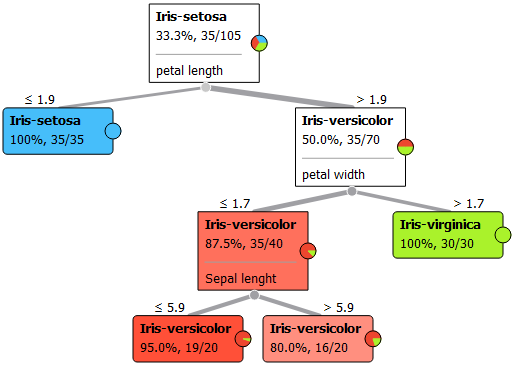 Iris-setosa
33.3%, 35/105
petal length
≤ 1.9
> 1.9
Iris-setosa
100%, 35/35
Iris-versicolor
50.0%, 35/70
petal width
≤ 1.7
> 1.7
Iris-versicolor
87.5%, 35/40
Sepal lenght
Iris-virginica
100%, 30/30
≤ 5.9
> 5.9
Iris-versicolor
95.0%, 19/20
Iris-versicolor
80.0%, 16/20